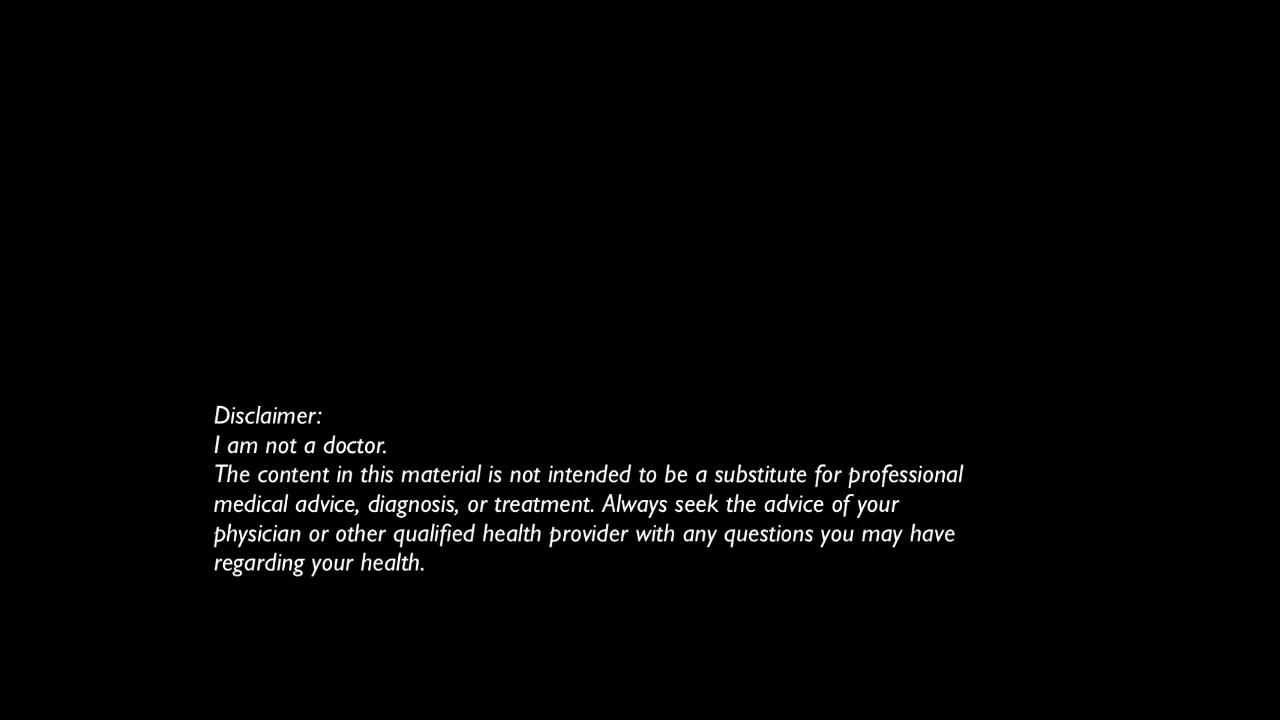 Disclaimer:
I am not a doctor.
The content in this material is not intended to be a substitute for professional
medical advice, diagnosis, or treatment. Always seek the advice of your
physician or other qualified health provider with any questions you may have
regarding your health.